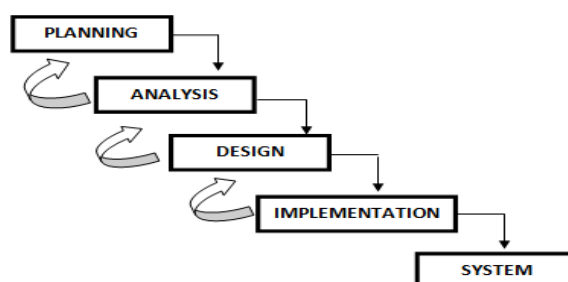 PLANNING
ANALYSIS
DESIGN
IMPLEMENTATION
SYSTEM